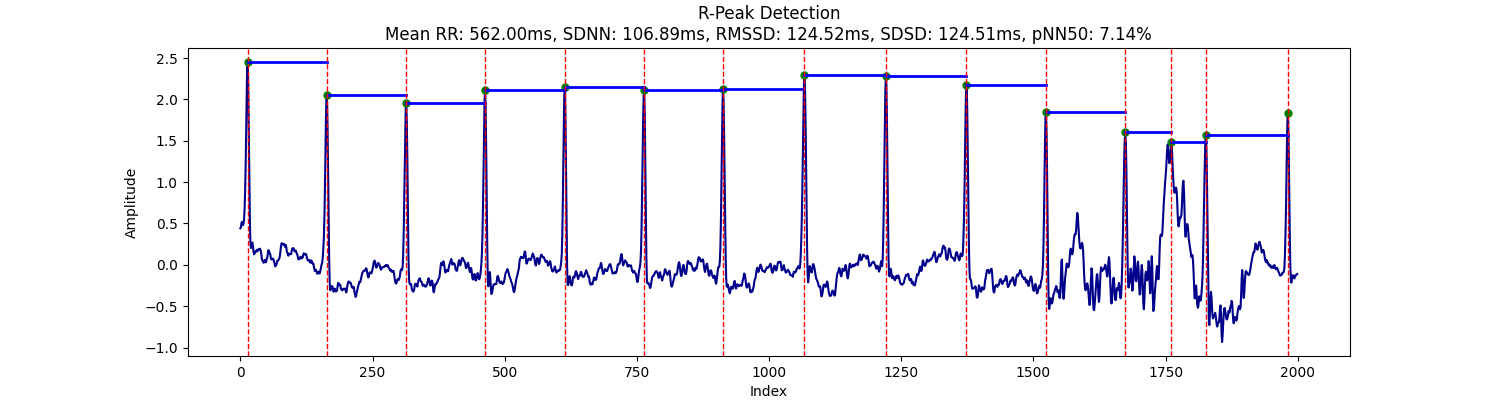 R-Peak Detection
Mean RR: 562.00ms, SDNN: 106.89ms, RMSSD: 124.52ms, SDSD: 124.51ms, pNN50: 7.14%
2.5
2.0
1.5
1.0
0.5
0.0
−0.5
−1.0
Amplitude
0 250 500 750 1000 1250 1500 1750 2000
Index